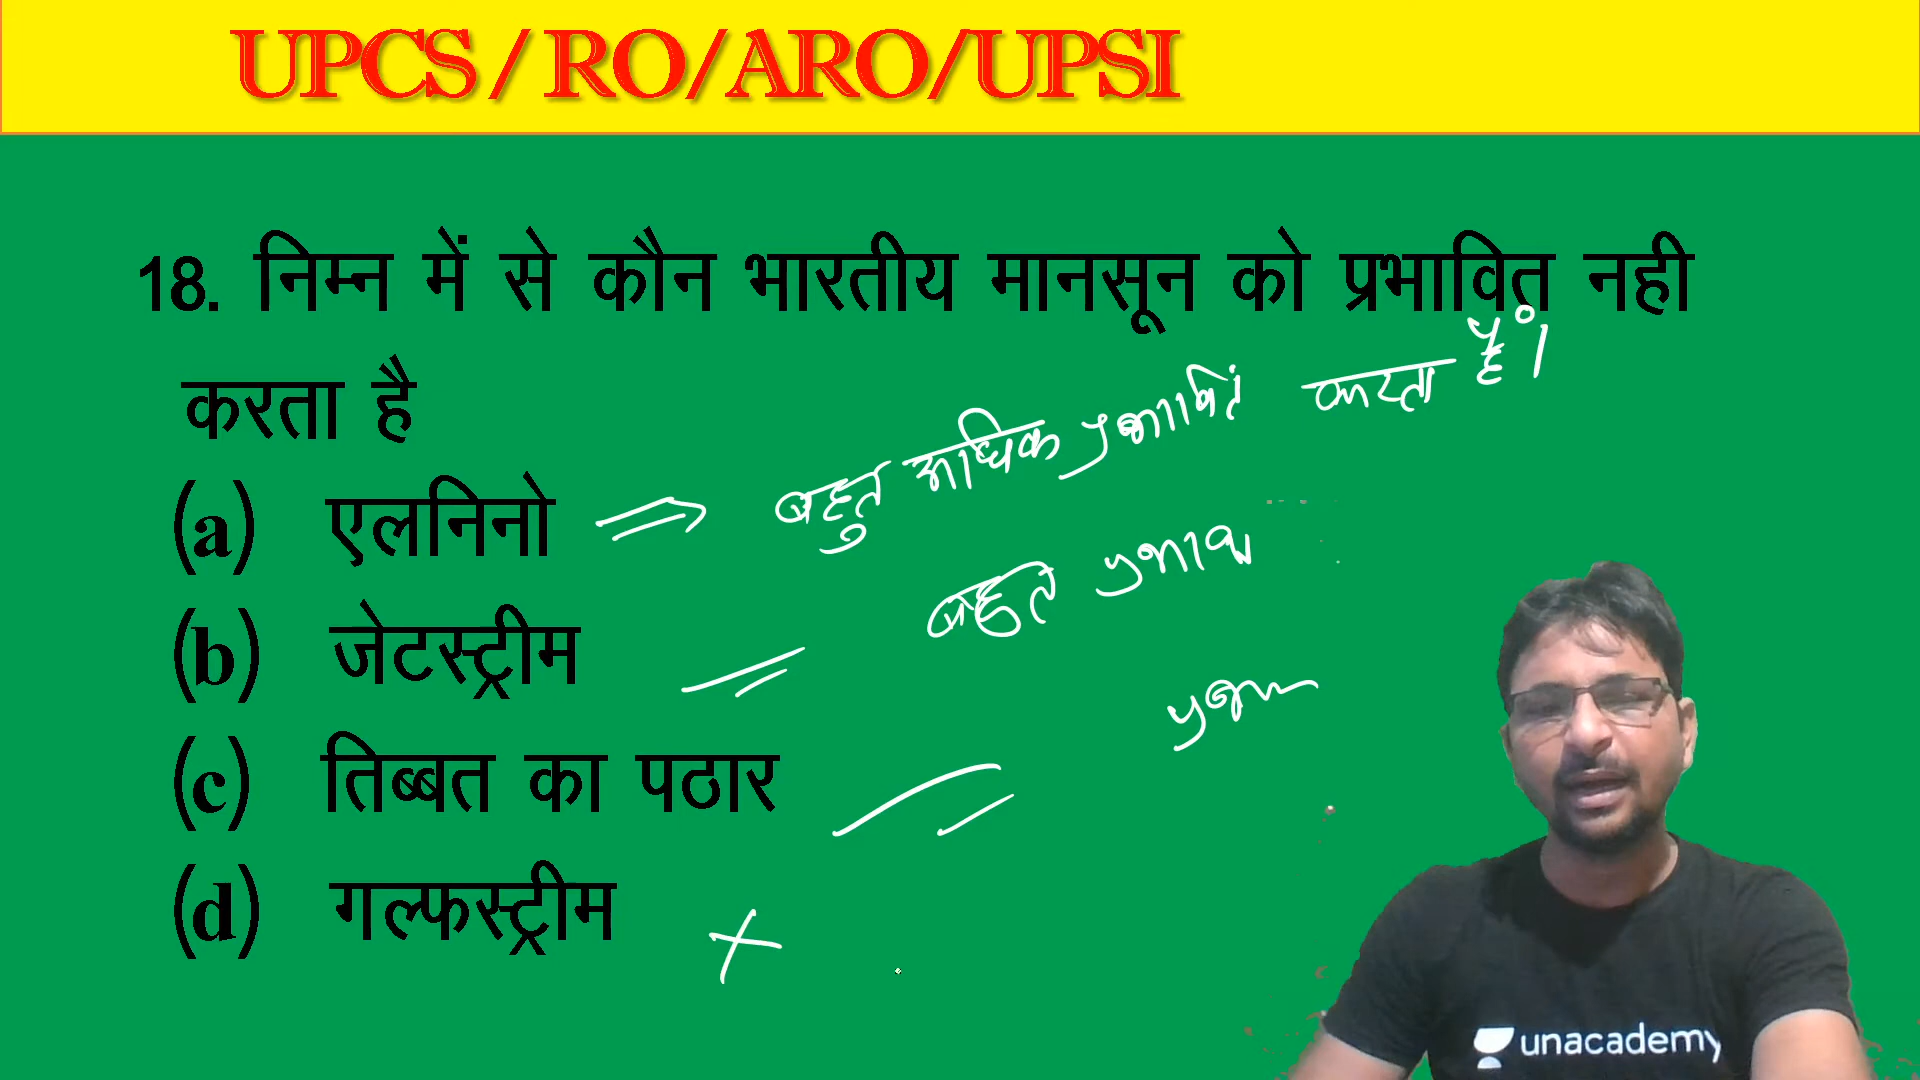 UPCS / RO/ARO/UPSI
18. निम्न में से कौन भारतीय मानसून को प्रभावित नही
करता है
(a) एलनिनो ⇒ बहुत अधिक प्रभावित करता है।
(b) जेटस्ट्रीम = बहुत प्रभाव
(c) तिब्बत का पठार =
(d) गल्फस्ट्रीम ×
unacademy